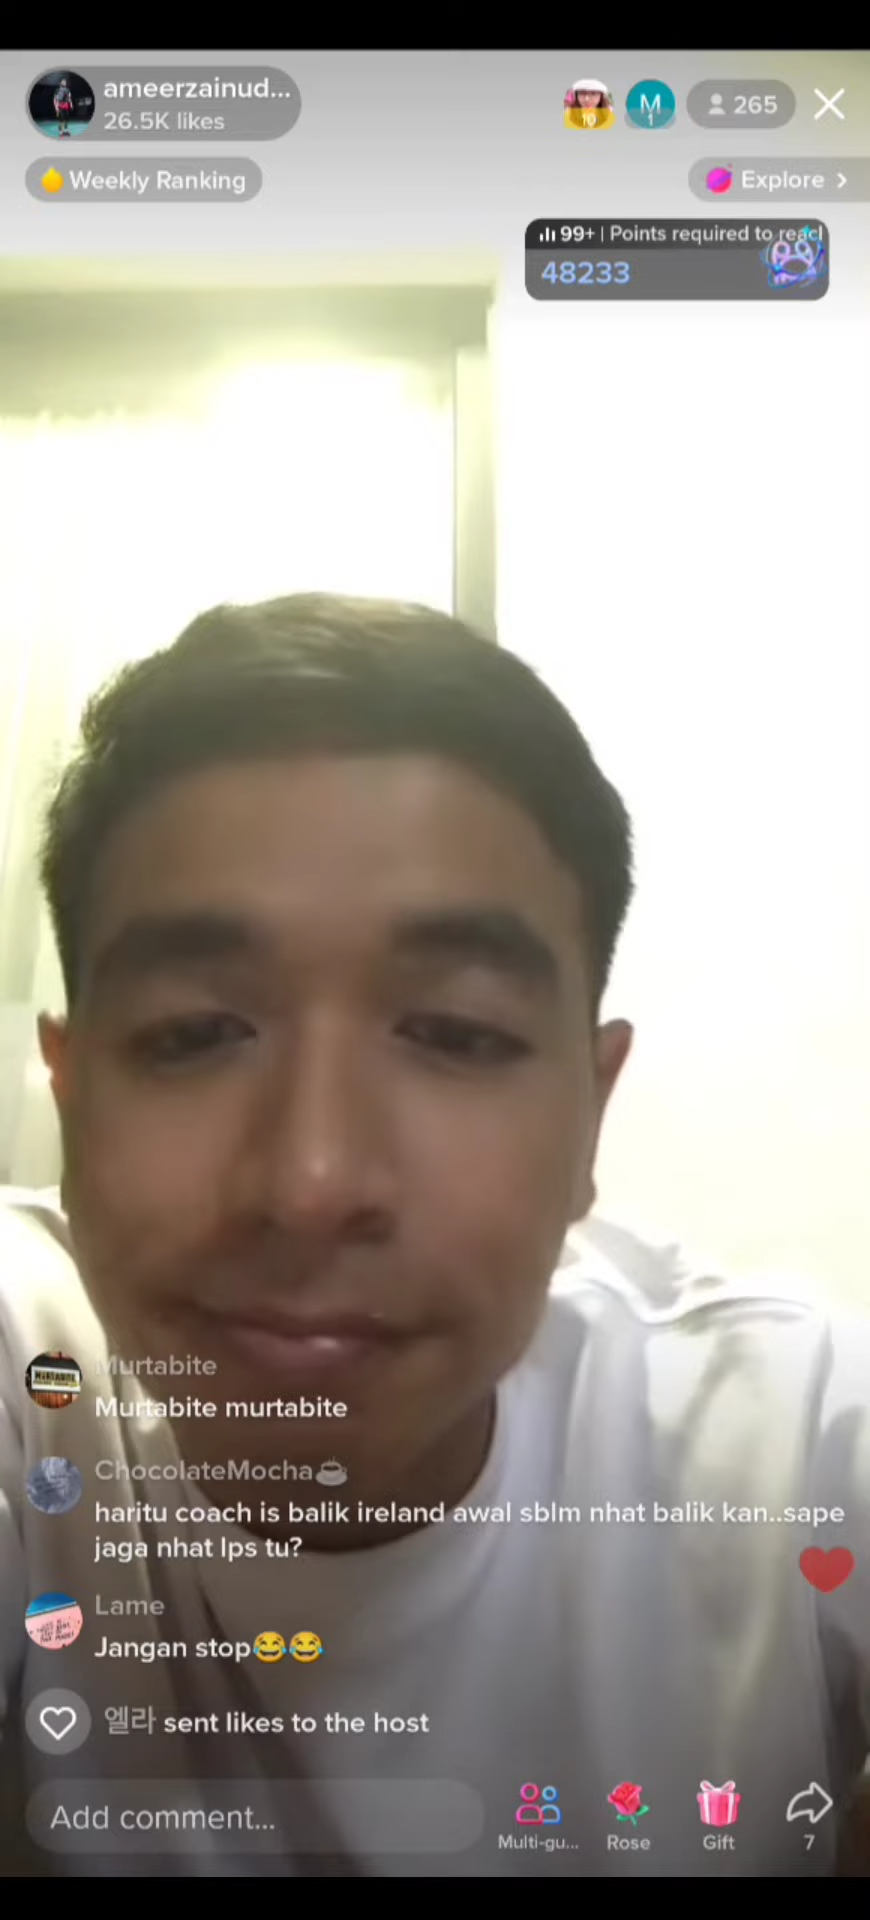 ameerzainud...
26.5K likes
10
M
1
265
Weekly Ranking
Explore >
99+ | Points required to reacl
48233
Murtabite
Murtabite murtabite
ChocolateMocha☕
haritu coach is balik ireland awal sblm nhat balik kan..sape
jaga nhat lps tu?
Lame
Jangan stop😂😂
엘라 sent likes to the host
Add comment...
Multi-gu...
Rose
Gift
7